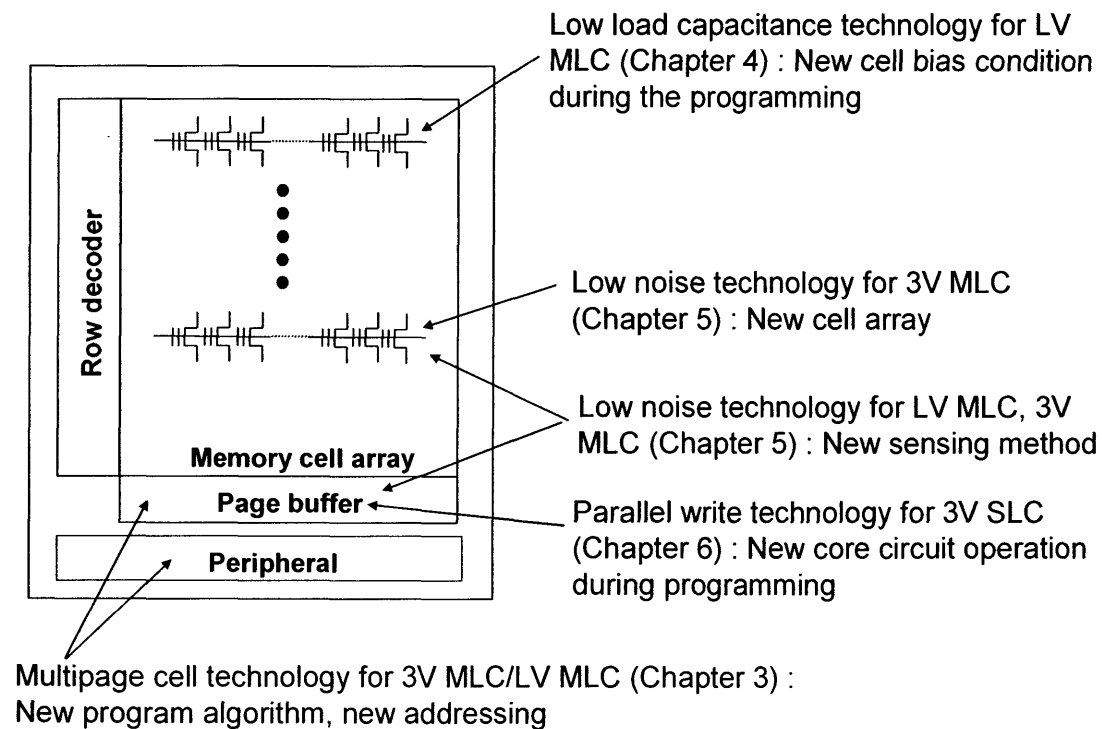 Low load capacitance technology for LV
MLC (Chapter 4) : New cell bias condition
during the programming
Row decoder
Low noise technology for 3V MLC
(Chapter 5) : New cell array
Low noise technology for LV MLC, 3V
MLC (Chapter 5) : New sensing method
Memory cell array
Page buffer
Parallel write technology for 3V SLC
(Chapter 6) : New core circuit operation
during programming
Peripheral
Multipage cell technology for 3V MLC/LV MLC (Chapter 3) :
New program algorithm, new addressing